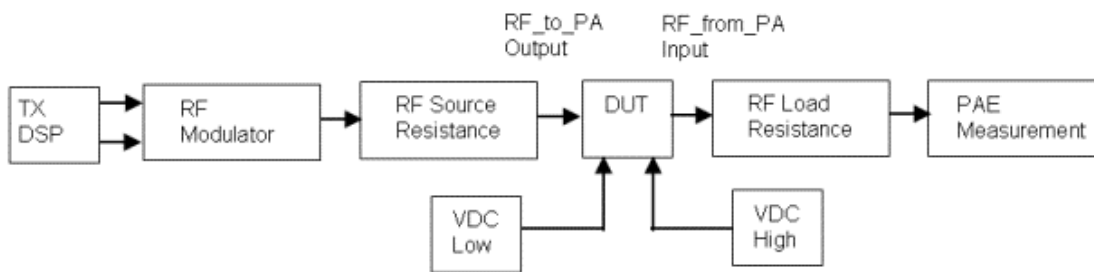 RF_to_PA
Output
RF_from_PA
Input
TX
DSP
RF
Modulator
RF Source
Resistance
DUT
RF Load
Resistance
PAE
Measurement
VDC
Low
VDC
High